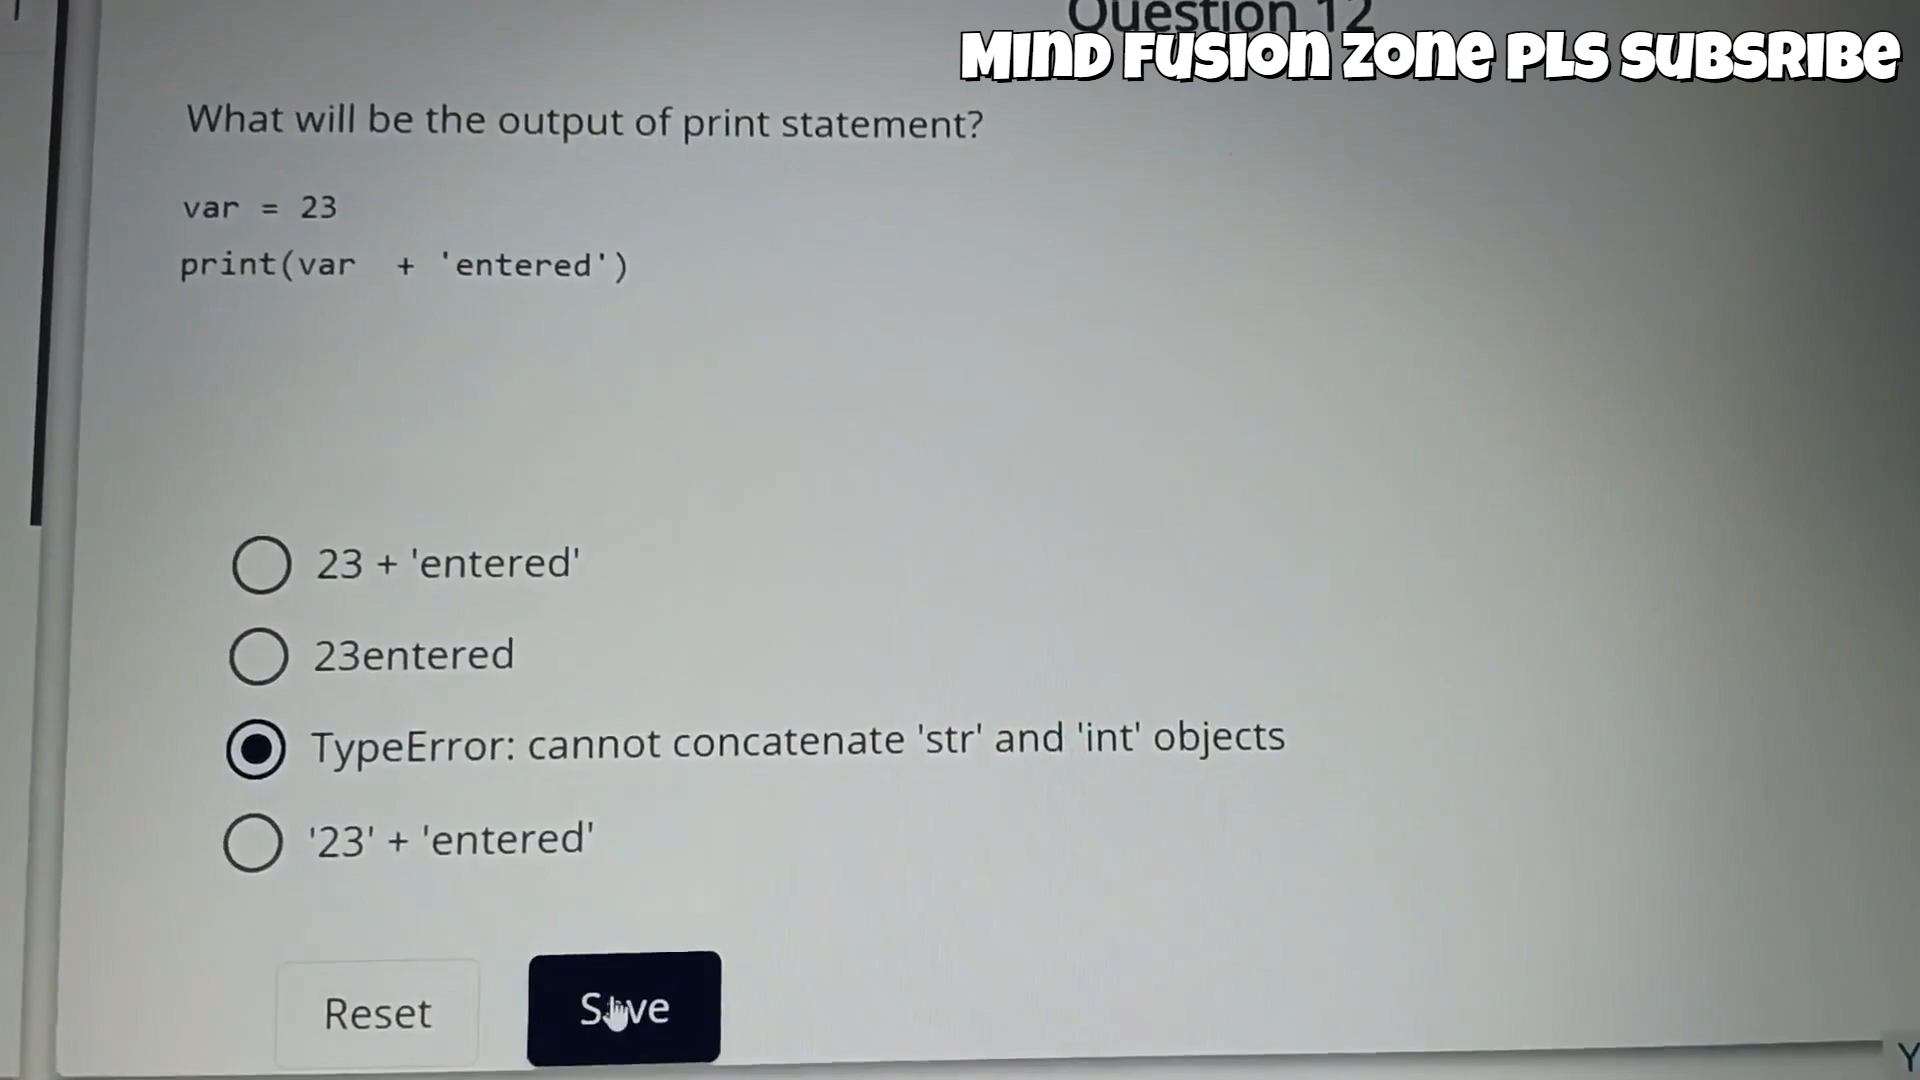 Question 12
MIND FUSION ZONE PLS SUBSRIBE
What will be the output of print statement?
var = 23
print(var  + 'entered')
23 + 'entered'
23entered
TypeError: cannot concatenate 'str' and 'int' objects
'23' + 'entered'
Reset
Save
Y